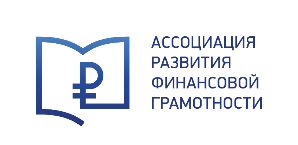 ₽
АССОЦИАЦИЯ
РАЗВИТИЯ
ФИНАНСОВОЙ
ГРАМОТНОСТИ